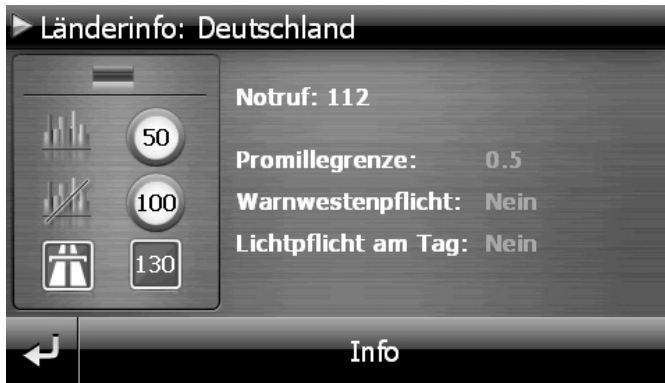 Länderinfo: Deutschland
Notruf: 112
50
Promillegrenze: 0.5
100
Warnwestenpflicht: Nein
Lichtpflicht am Tag: Nein
130
Info